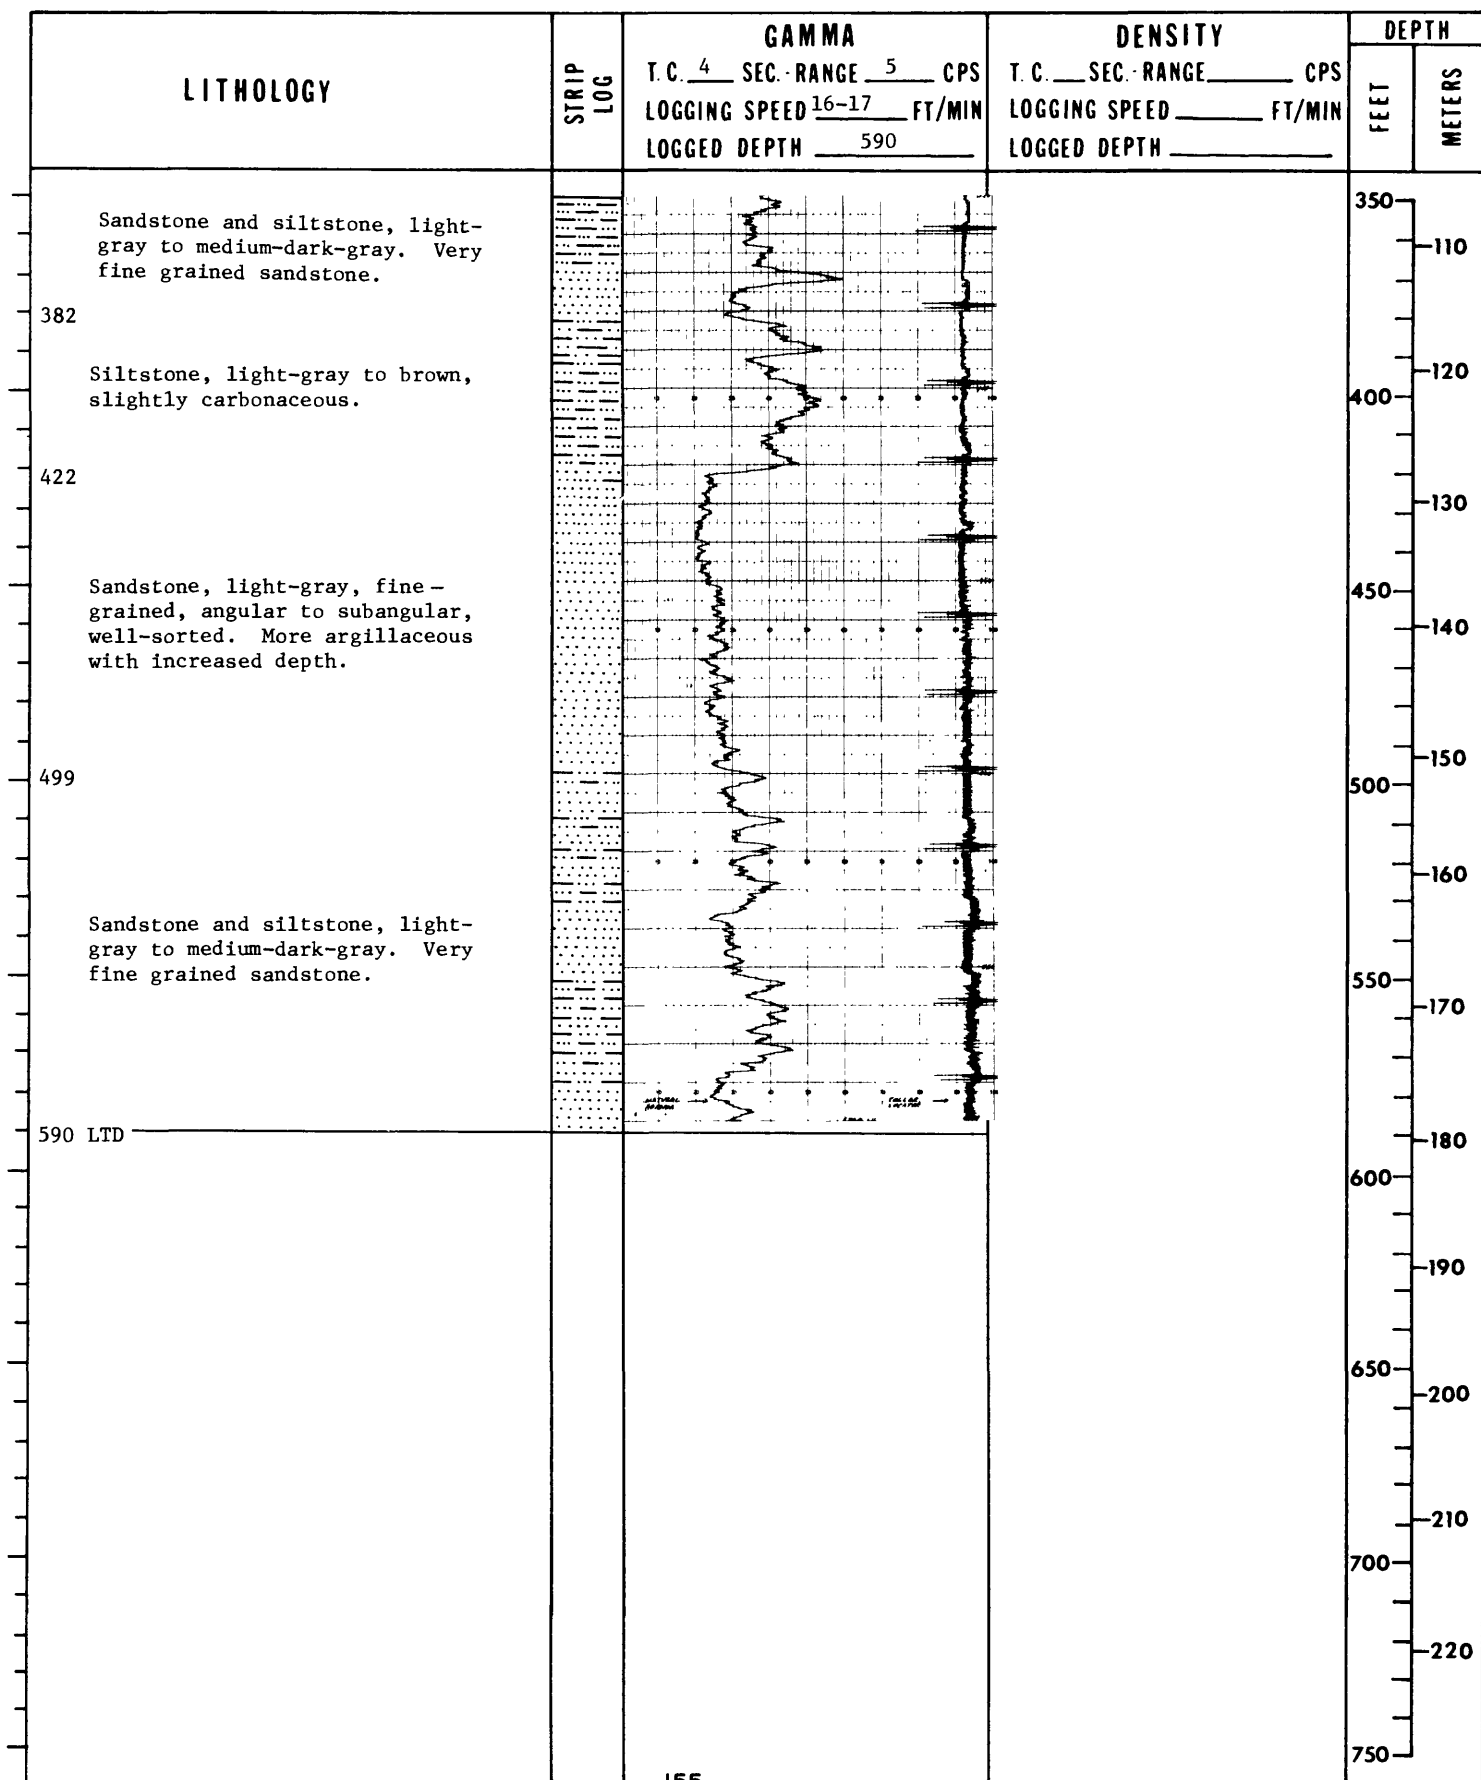 LITHOLOGY
STRIP LOG
GAMMA
T.C. 4 SEC. RANGE 5 CPS
LOGGING SPEED 16-17 FT/MIN
LOGGED DEPTH 590
DENSITY
T.C. SEC. RANGE CPS
LOGGING SPEED FT/MIN
LOGGED DEPTH
DEPTH
FEET
METERS
Sandstone and siltstone, light-
gray to medium-dark-gray. Very
fine grained sandstone.
382
Siltstone, light-gray to brown,
slightly carbonaceous.
422
Sandstone, light-gray, fine-
grained, angular to subangular,
well-sorted. More argillaceous
with increased depth.
499
Sandstone and siltstone, light-
gray to medium-dark-gray. Very
fine grained sandstone.
590 LTD
NATURAL
GAMMA
COLLAR
LOCATOR
350
400
450
500
550
600
650
700
750
110
120
130
140
150
160
170
180
190
200
210
220
155